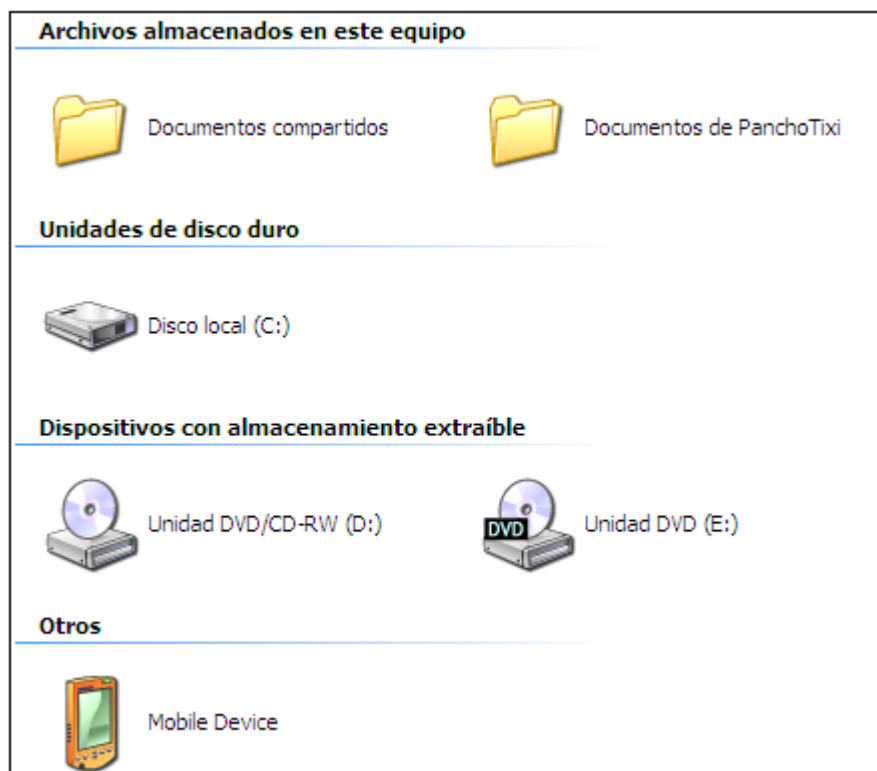 Archivos almacenados en este equipo
Documentos compartidos
Documentos de PanchoTixi
Unidades de disco duro
Disco local (C:)
Dispositivos con almacenamiento extraíble
Unidad DVD/CD-RW (D:)
DVD
Unidad DVD (E:)
Otros
Mobile Device